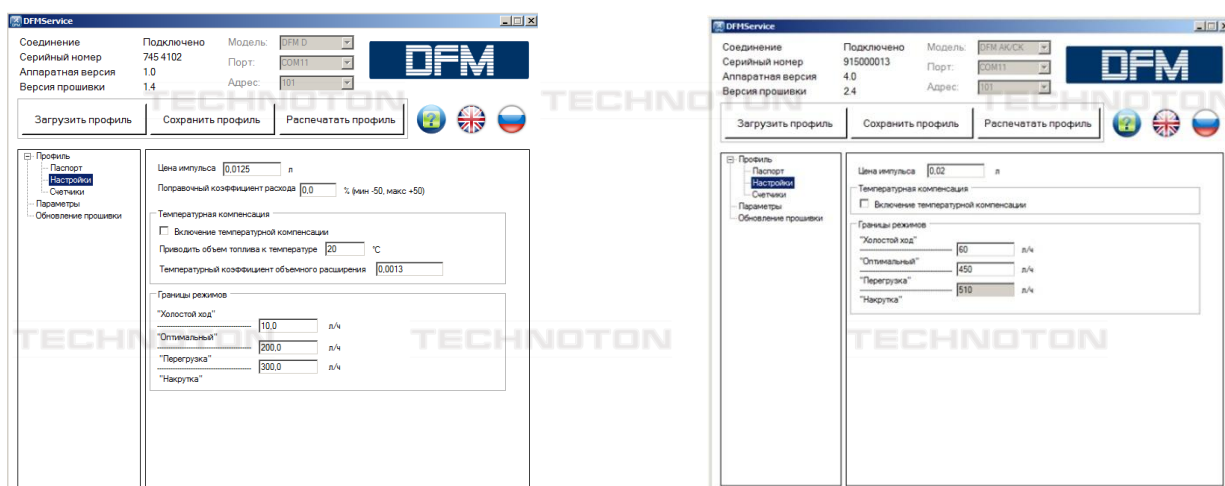 DFMService
Соединение Подключено Модель: DFM D
Серийный номер 745 4102 Порт: COM11
Аппаратная версия 1.0
Версия прошивки 1.4 Адрес: 101
DFM
Загрузить профиль Сохранить профиль Распечатать профиль
Профиль
Паспорт
Настройки
Счетчики
Параметры
Обновление прошивки
Цена импульса 0,0125 л
Поправочный коэффициент расхода 0,0 % (мин -50, макс +50)
Температурная компенсация
Включение температурной компенсации
Приводить объем топлива к температуре 20 °C
Температурный коэффициент объемного расширения 0,0013
Границы режимов
"Холостой ход"
10,0 л/ч
"Оптимальный"
200,0 л/ч
"Перегрузка"
300,0 л/ч
"Накрутка"
DFMService
Соединение Подключено Модель: DFM AK/CK
Серийный номер 915000013 Порт: COM11
Аппаратная версия 4.0
Версия прошивки 2.4 Адрес: 101
DFM
Загрузить профиль Сохранить профиль Распечатать профиль
Профиль
Паспорт
Настройки
Счетчики
Параметры
Обновление прошивки
Цена импульса 0,02 л
Температурная компенсация
Включение температурной компенсации
Границы режимов
"Холостой ход"
60 л/ч
"Оптимальный"
450 л/ч
"Перегрузка"
510 л/ч
"Накрутка"
TECHNOTON
TECHNOTON
TECHNOTON
TECHNOTON
TECHNOTON
TECHNOTON